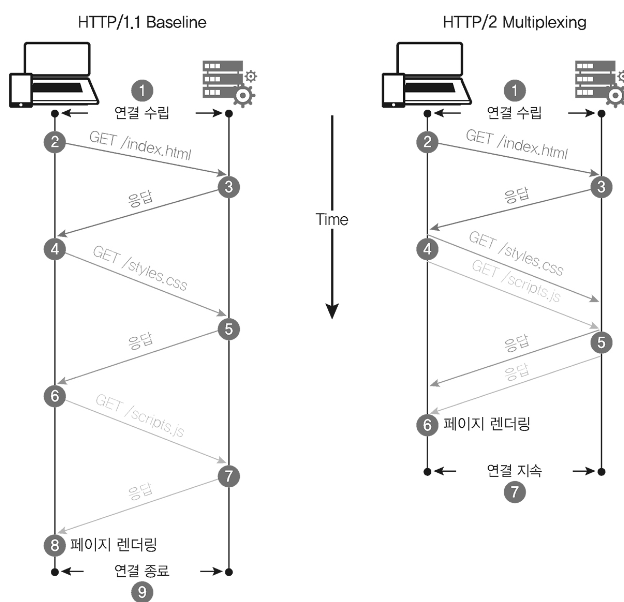 HTTP/1.1 Baseline
1
연결 수립
2
GET /index.html
3
응답
4
GET /styles.css
5
응답
6
GET /scripts.js
7
응답
8 페이지 렌더링
연결 종료
9
Time
HTTP/2 Multiplexing
1
연결 수립
2
GET /index.html
3
응답
4
GET /styles.css
GET /scripts.js
5
응답
응답
6 페이지 렌더링
연결 지속
7